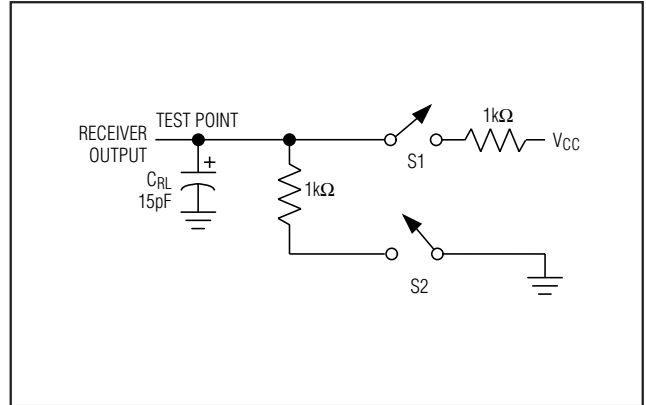 RECEIVER
OUTPUT
TEST POINT
+
CRL
15pF
1kΩ
S1
1kΩ
VCC
S2